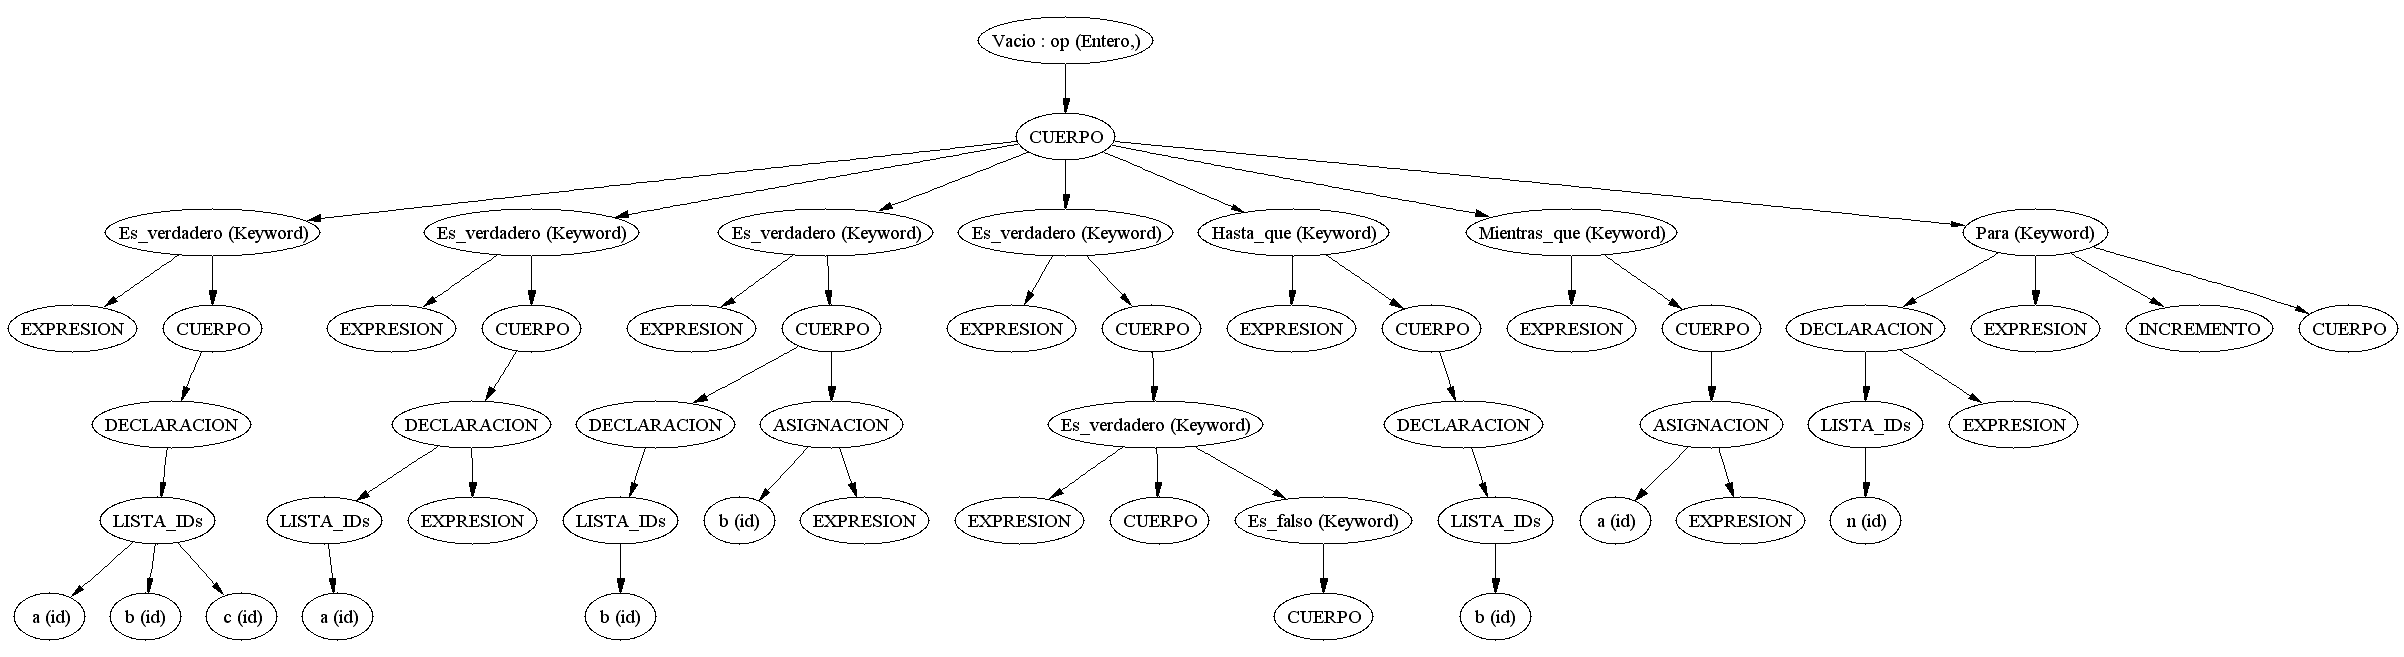 Vacio : op (Entero,)
CUERPO
Es_verdadero (Keyword) Es_verdadero (Keyword) Es_verdadero (Keyword) Es_verdadero (Keyword) Hasta_que (Keyword) Mientras_que (Keyword) Para (Keyword)
EXPRESION CUERPO EXPRESION CUERPO EXPRESION CUERPO EXPRESION CUERPO EXPRESION CUERPO EXPRESION CUERPO DECLARACION EXPRESION INCREMENTO CUERPO
DECLARACION DECLARACION DECLARACION ASIGNACION Es_verdadero (Keyword) DECLARACION ASIGNACION LISTA_IDs EXPRESION
LISTA_IDs LISTA_IDs EXPRESION LISTA_IDs b (id) EXPRESION EXPRESION CUERPO Es_falso (Keyword) LISTA_IDs a (id) EXPRESION n (id)
a (id) b (id) c (id) a (id) b (id) CUERPO b (id)